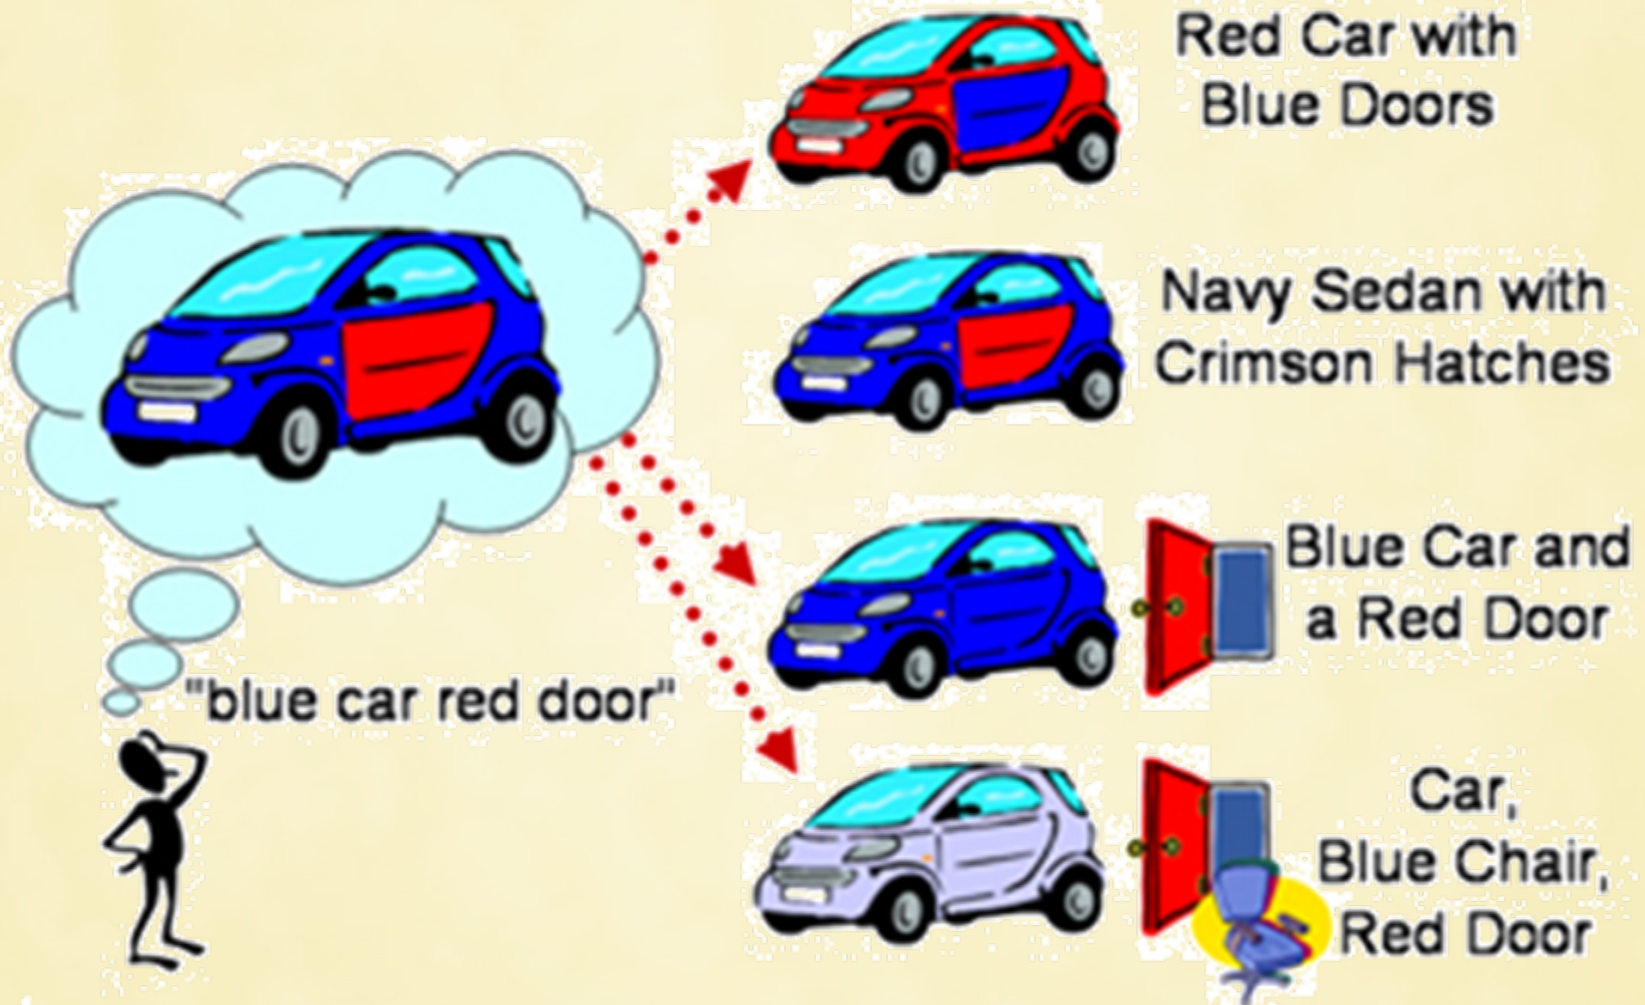 Red Car with
Blue Doors
Navy Sedan with
Crimson Hatches
"blue car red door"
Blue Car and
a Red Door
Car,
Blue Chair,
Red Door